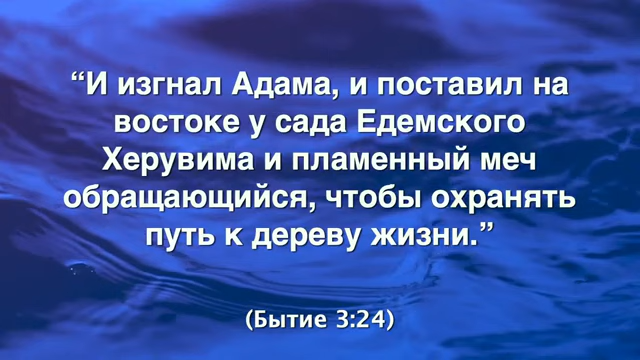 “И изгнал Адама, и поставил на
востоке у сада Едемского
Херувима и пламенный меч
обращающийся, чтобы охранять
путь к дереву жизни.”
(Бытие 3:24)